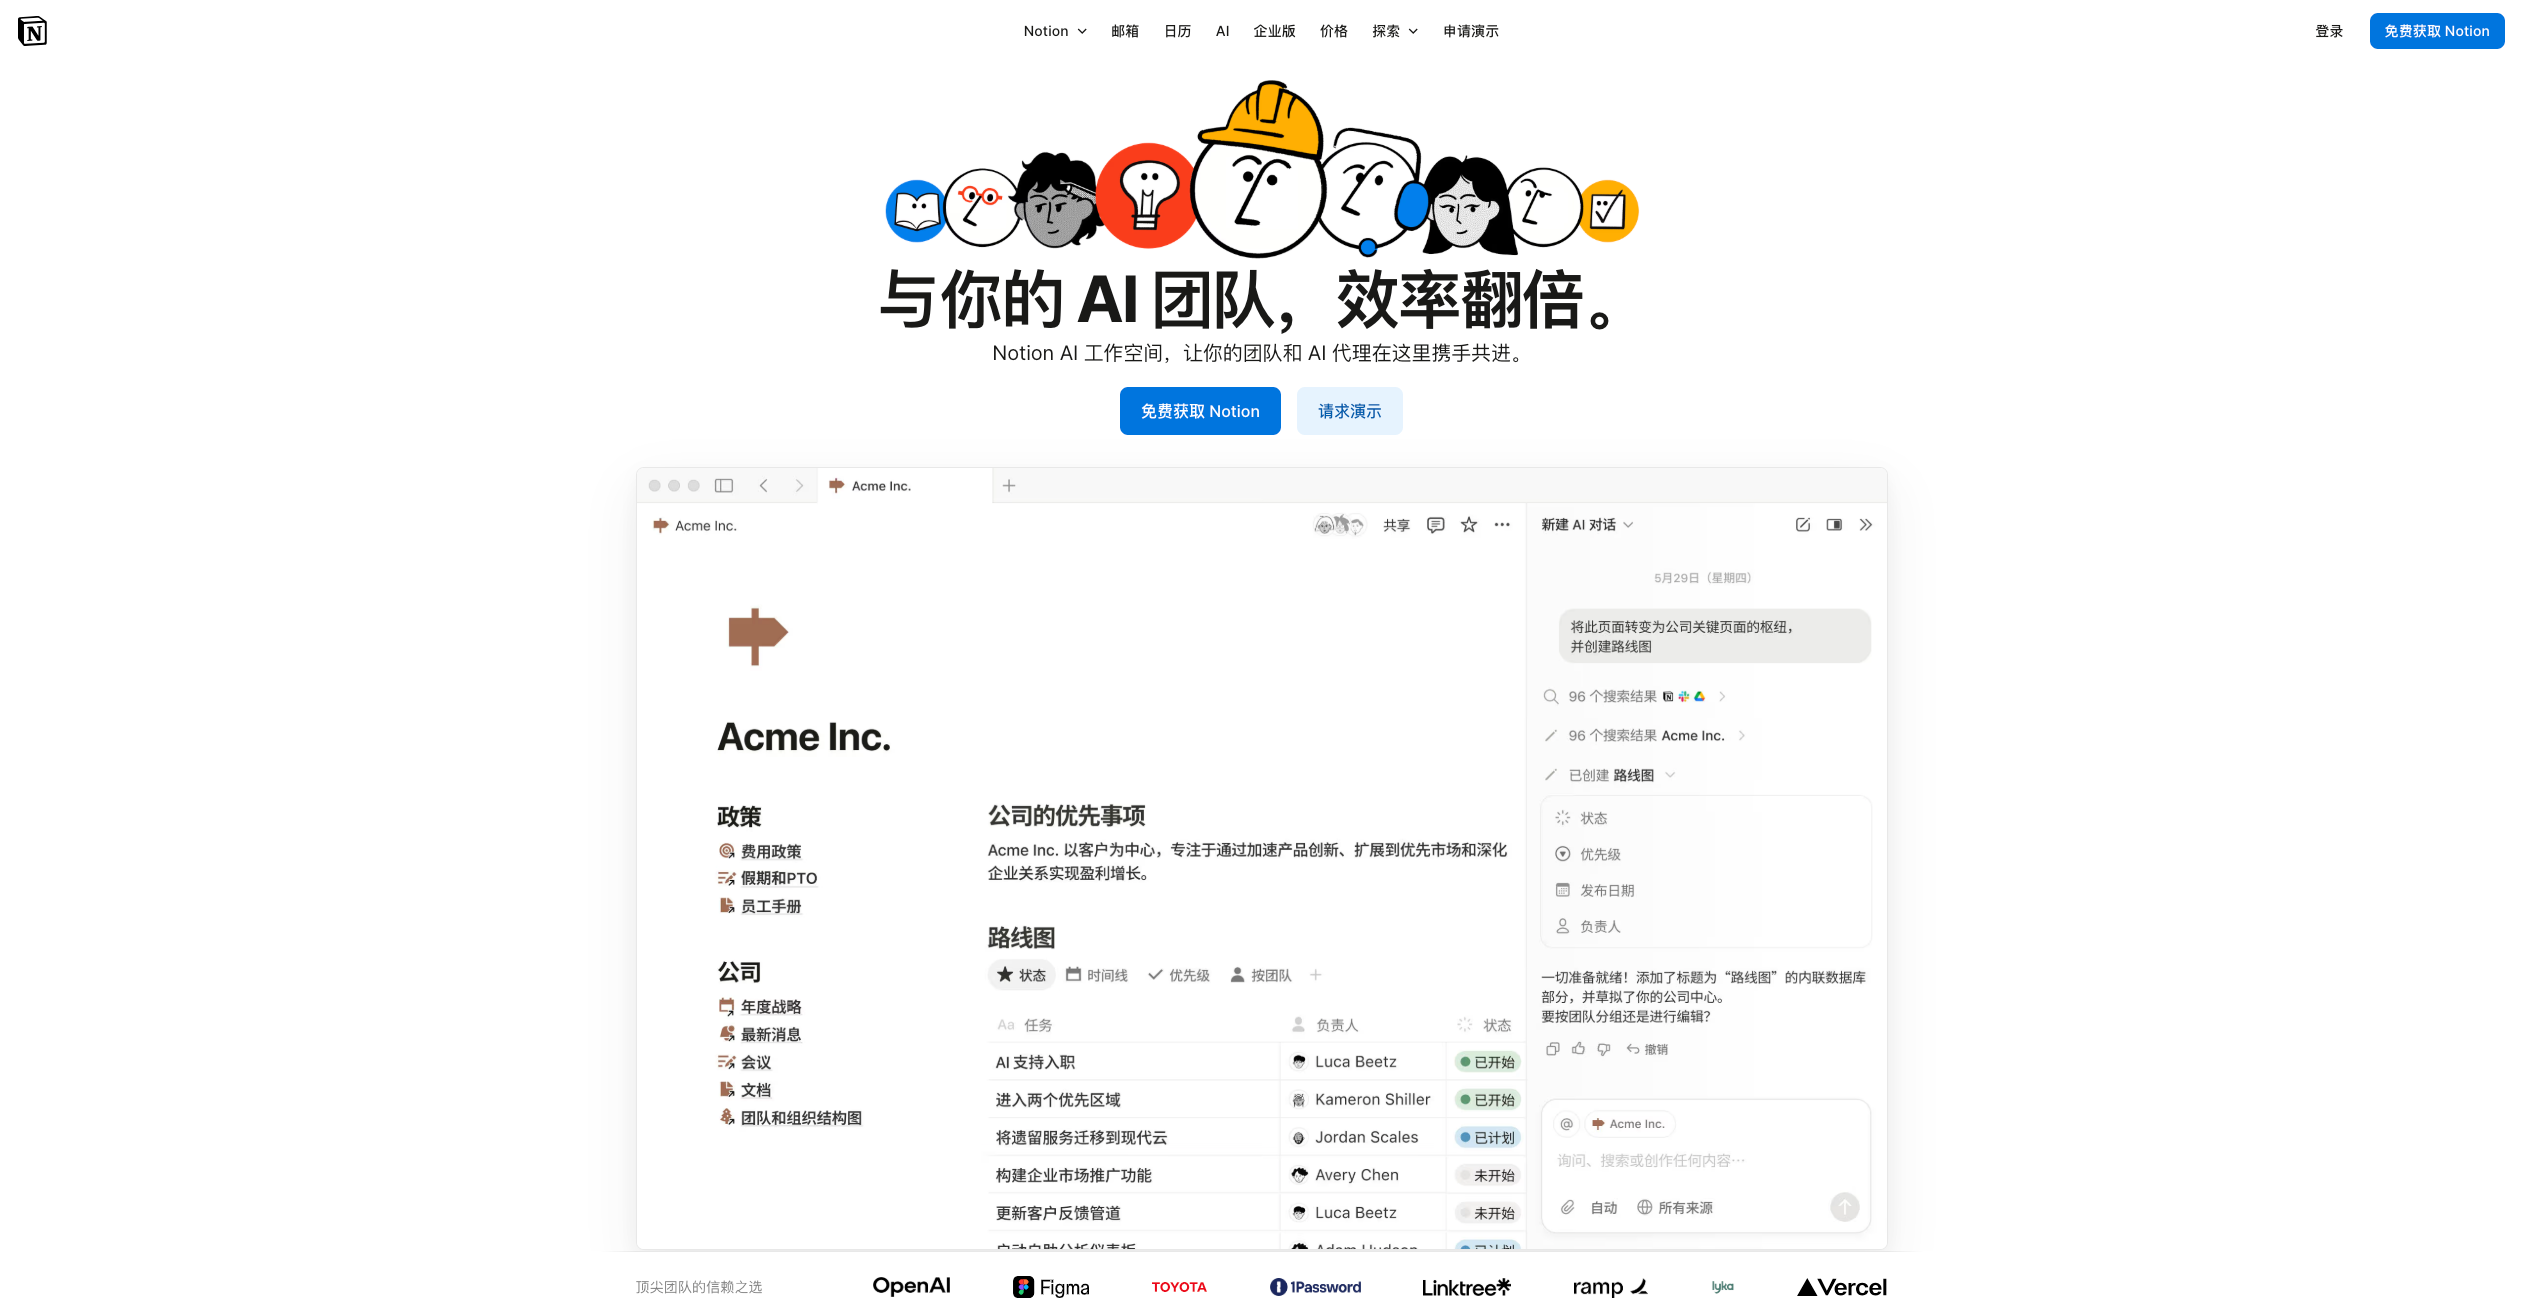 N
Notion 邮箱 日历 AI 企业版 价格 探索 申请演示
登录 免费获取 Notion
与你的 AI 团队，效率翻倍。
Notion AI 工作空间，让你的团队和 AI 代理在这里携手共进。
免费获取 Notion 请求演示
Acme Inc.
Acme Inc.
共享
Acme Inc.
政策
费用政策
假期和PTO
员工手册
公司
年度战略
最新消息
会议
文档
团队和组织结构图
公司的优先事项
Acme Inc. 以客户为中心，专注于通过加速产品创新、扩展到优先市场和深化
企业关系实现盈利增长。
路线图
状态 时间线 优先级 按团队
Aa 任务 负责人 状态
AI 支持入职 Luca Beetz 已开始
进入两个优先区域 Kameron Shiller 已开始
将遗留服务迁移到现代云 Jordan Scales 已计划
构建企业市场推广功能 Avery Chen 未开始
更新客户反馈管道 Luca Beetz 未开始
新建 AI 对话
5月29日（星期四）
将此页面转变为公司关键页面的枢纽，
并创建路线图
96 个搜索结果
96 个搜索结果 Acme Inc.
已创建 路线图
状态
优先级
发布日期
负责人
一切准备就绪！添加了标题为“路线图”的内联数据库
部分，并草拟了你的公司中心。
要按团队分组还是进行编辑？
撤销
@ Acme Inc.
询问、搜索或创作任何内容…
自动 所有来源
顶尖团队的信赖之选 OpenAI Figma TOYOTA 1Password Linktree ramp lyka Vercel